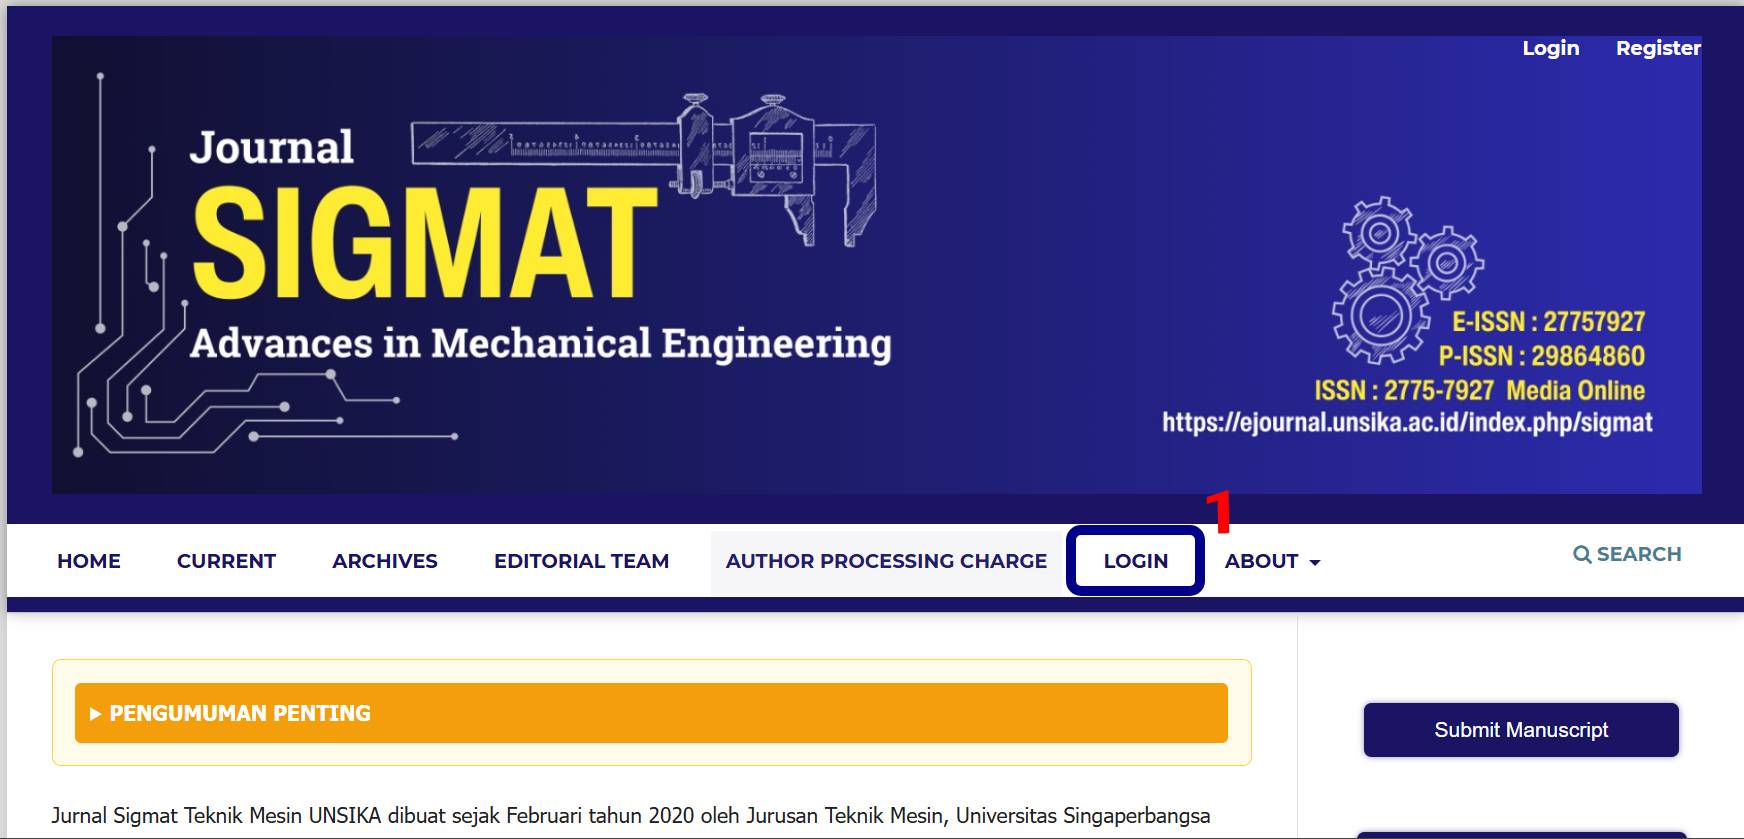 Login Register
Journal
SIGMAT
Advances in Mechanical Engineering
E-ISSN : 27757927
P-ISSN : 29864860
ISSN : 2775-7927 Media Online
https://ejournal.unsika.ac.id/index.php/sigmat
1
HOME CURRENT ARCHIVES EDITORIAL TEAM AUTHOR PROCESSING CHARGE LOGIN ABOUT SEARCH
PENGUMUMAN PENTING
Submit Manuscript
Jurnal Sigmat Teknik Mesin UNSIKA dibuat sejak Februari tahun 2020 oleh Jurusan Teknik Mesin, Universitas Singaperbangsa